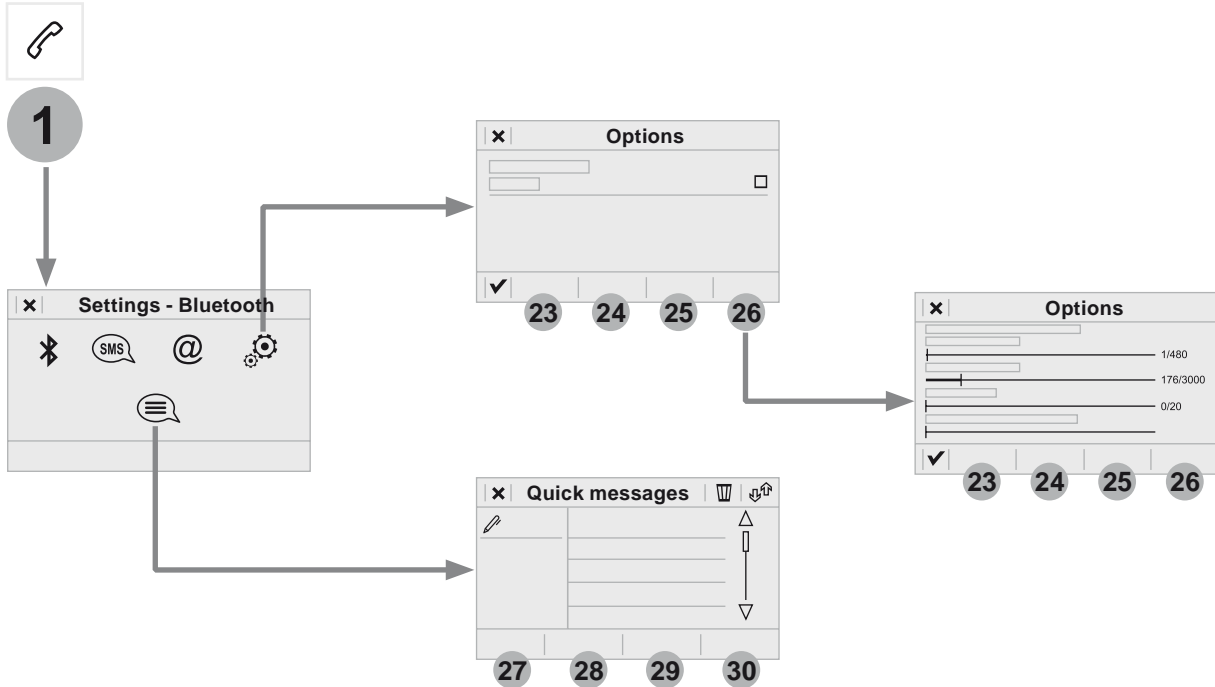 1
Options
23 24 25 26
Settings - Bluetooth
SMS @
Options
1/480
176/3000
0/20
23 24 25 26
Quick messages
27 28 29 30